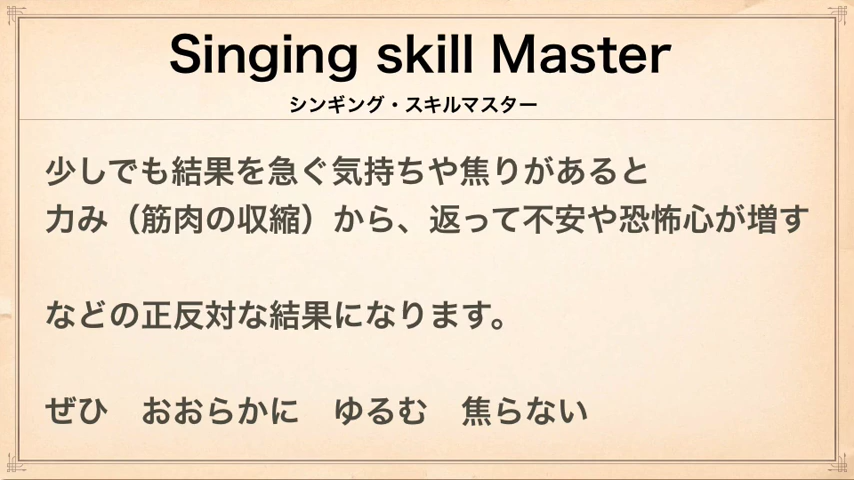 Singing skill Master
シンギング・スキルマスター
少しでも結果を急ぐ気持ちや焦りがあると
力み（筋肉の収縮）から、返って不安や恐怖心が増す
などの正反対な結果になります。
ぜひ　おおらかに　ゆるむ　焦らない